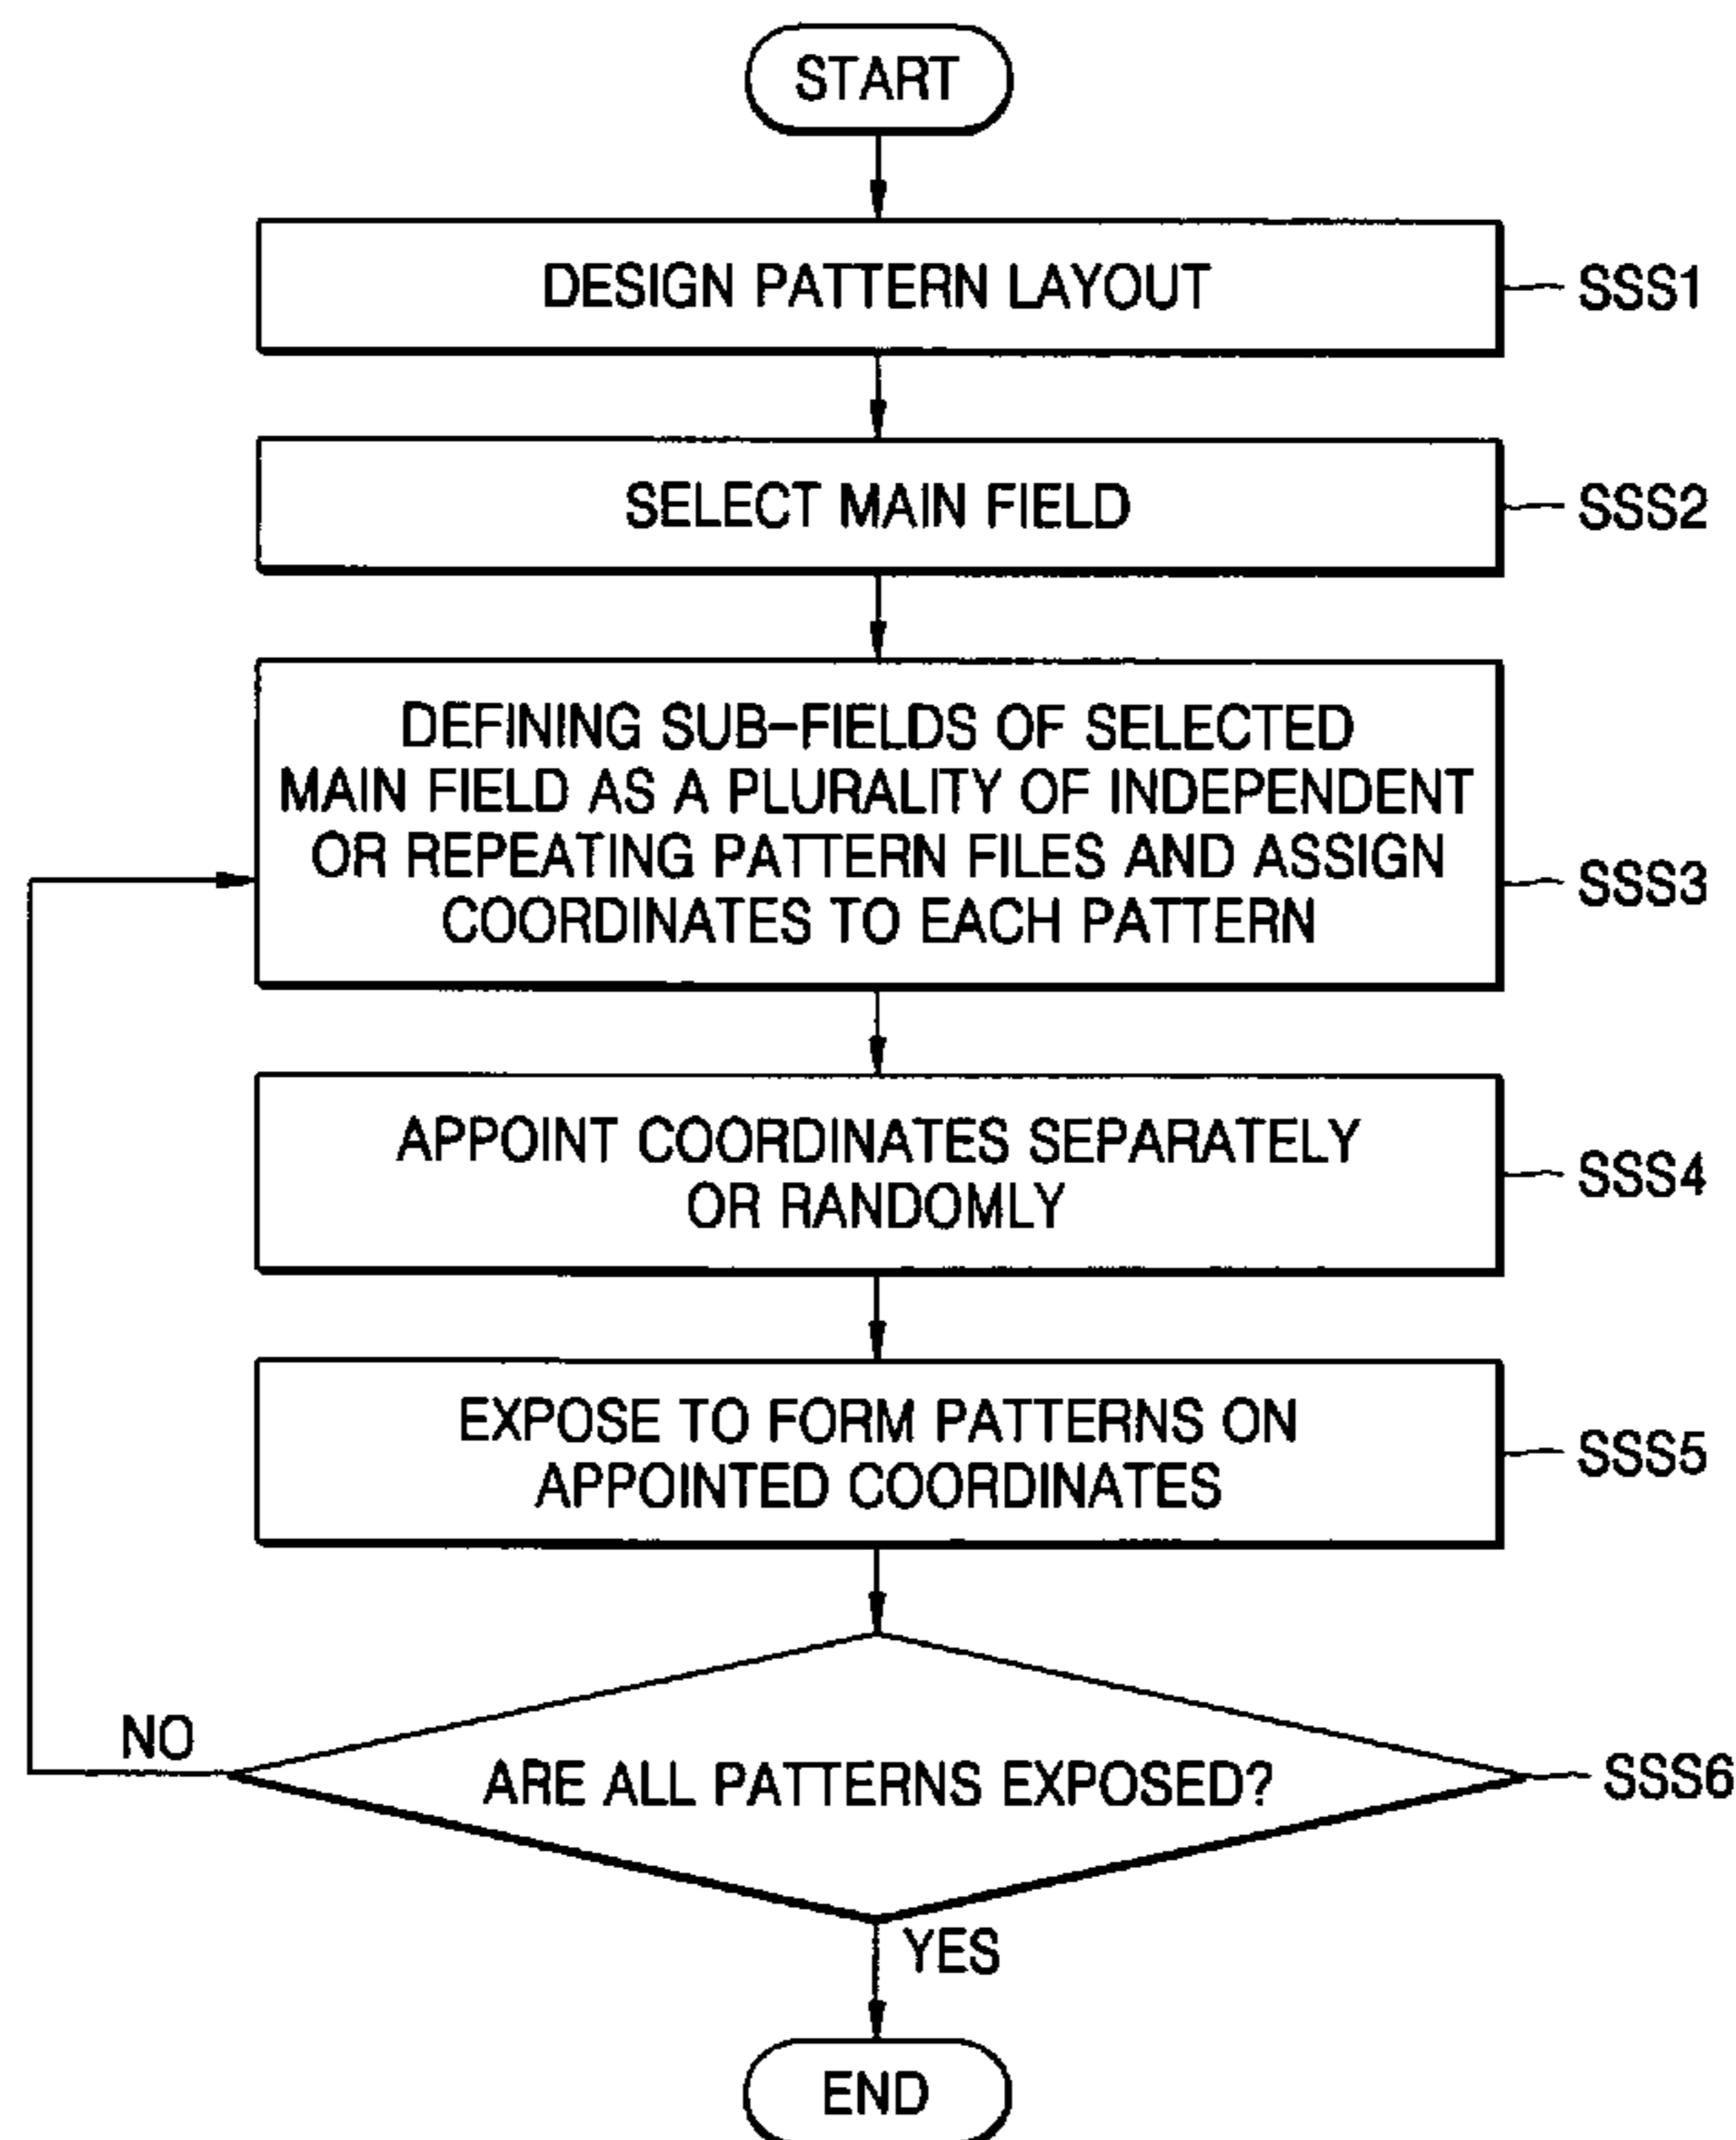 START
DESIGN PATTERN LAYOUT
SSS1
SELECT MAIN FIELD
SSS2
DEFINING SUB-FIELDS OF SELECTED
MAIN FIELD AS A PLURALITY OF INDEPENDENT
OR REPEATING PATTERN FILES AND ASSIGN
COORDINATES TO EACH PATTERN
SSS3
APPOINT COORDINATES SEPARATELY
OR RANDOMLY
SSS4
EXPOSE TO FORM PATTERNS ON
APPOINTED COORDINATES
SSS5
NO
ARE ALL PATTERNS EXPOSED?
SSS6
YES
END